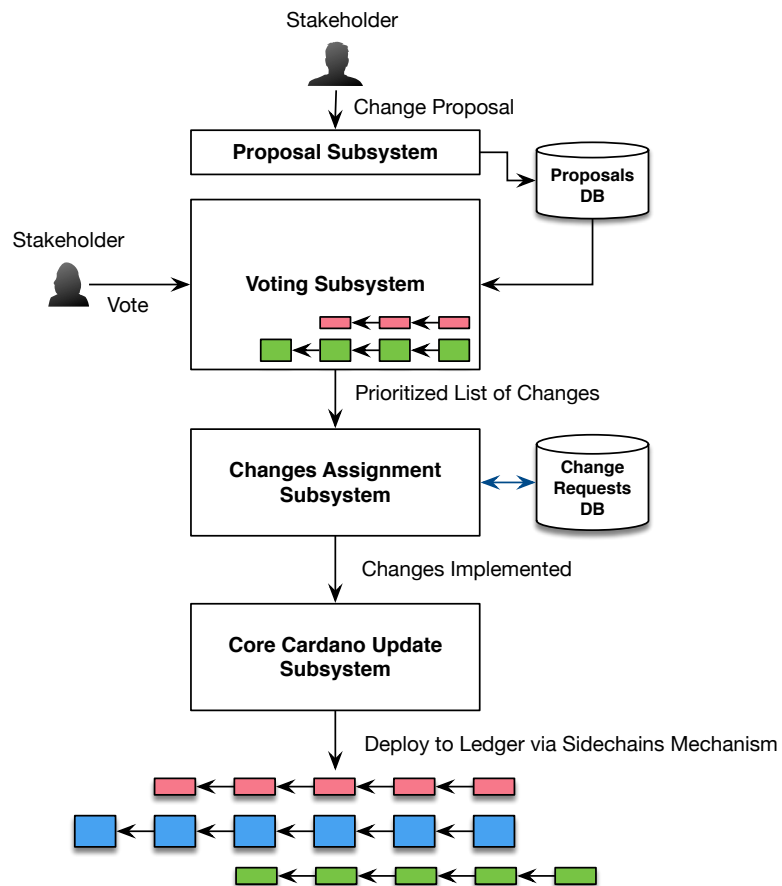 Stakeholder
Change Proposal
Proposal Subsystem
Proposals
DB
Stakeholder
Vote
Voting Subsystem
Prioritized List of Changes
Changes Assignment
Subsystem
Change
Requests
DB
Changes Implemented
Core Cardano Update
Subsystem
Deploy to Ledger via Sidechains Mechanism